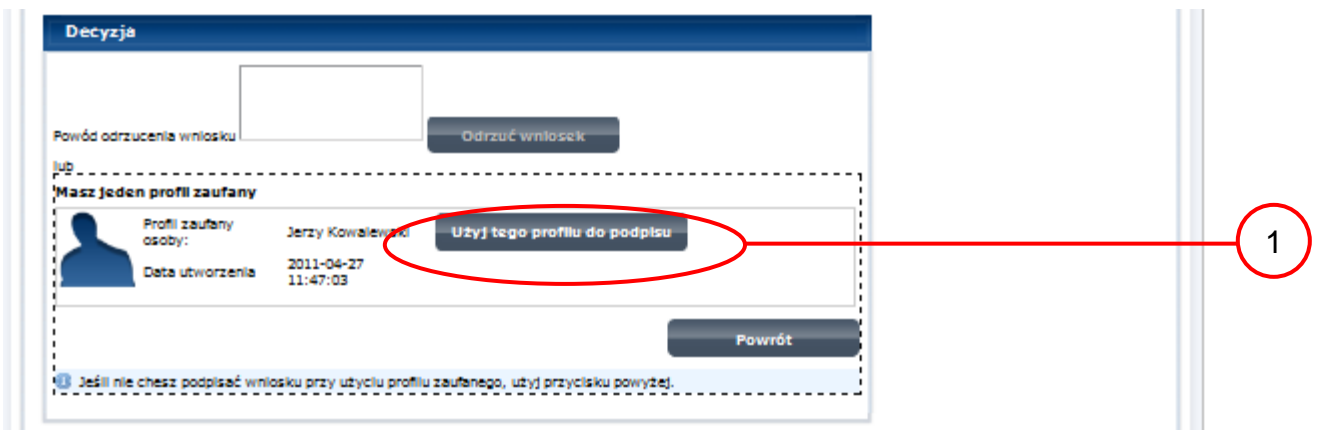 Decyzja
Powód odrzucenia wniosku
Odrzuć wniosek
lub
Masz jeden profil zaufany
Profil zaufany osoby: Jerzy Kowalewski Użyj tego profilu do podpisu
Data utworzenia 2011-04-27 11:47:03
Powrót
Jeśli nie chesz podpisać wniosku przy użyciu profilu zaufanego, użyj przycisku powyżej.
1